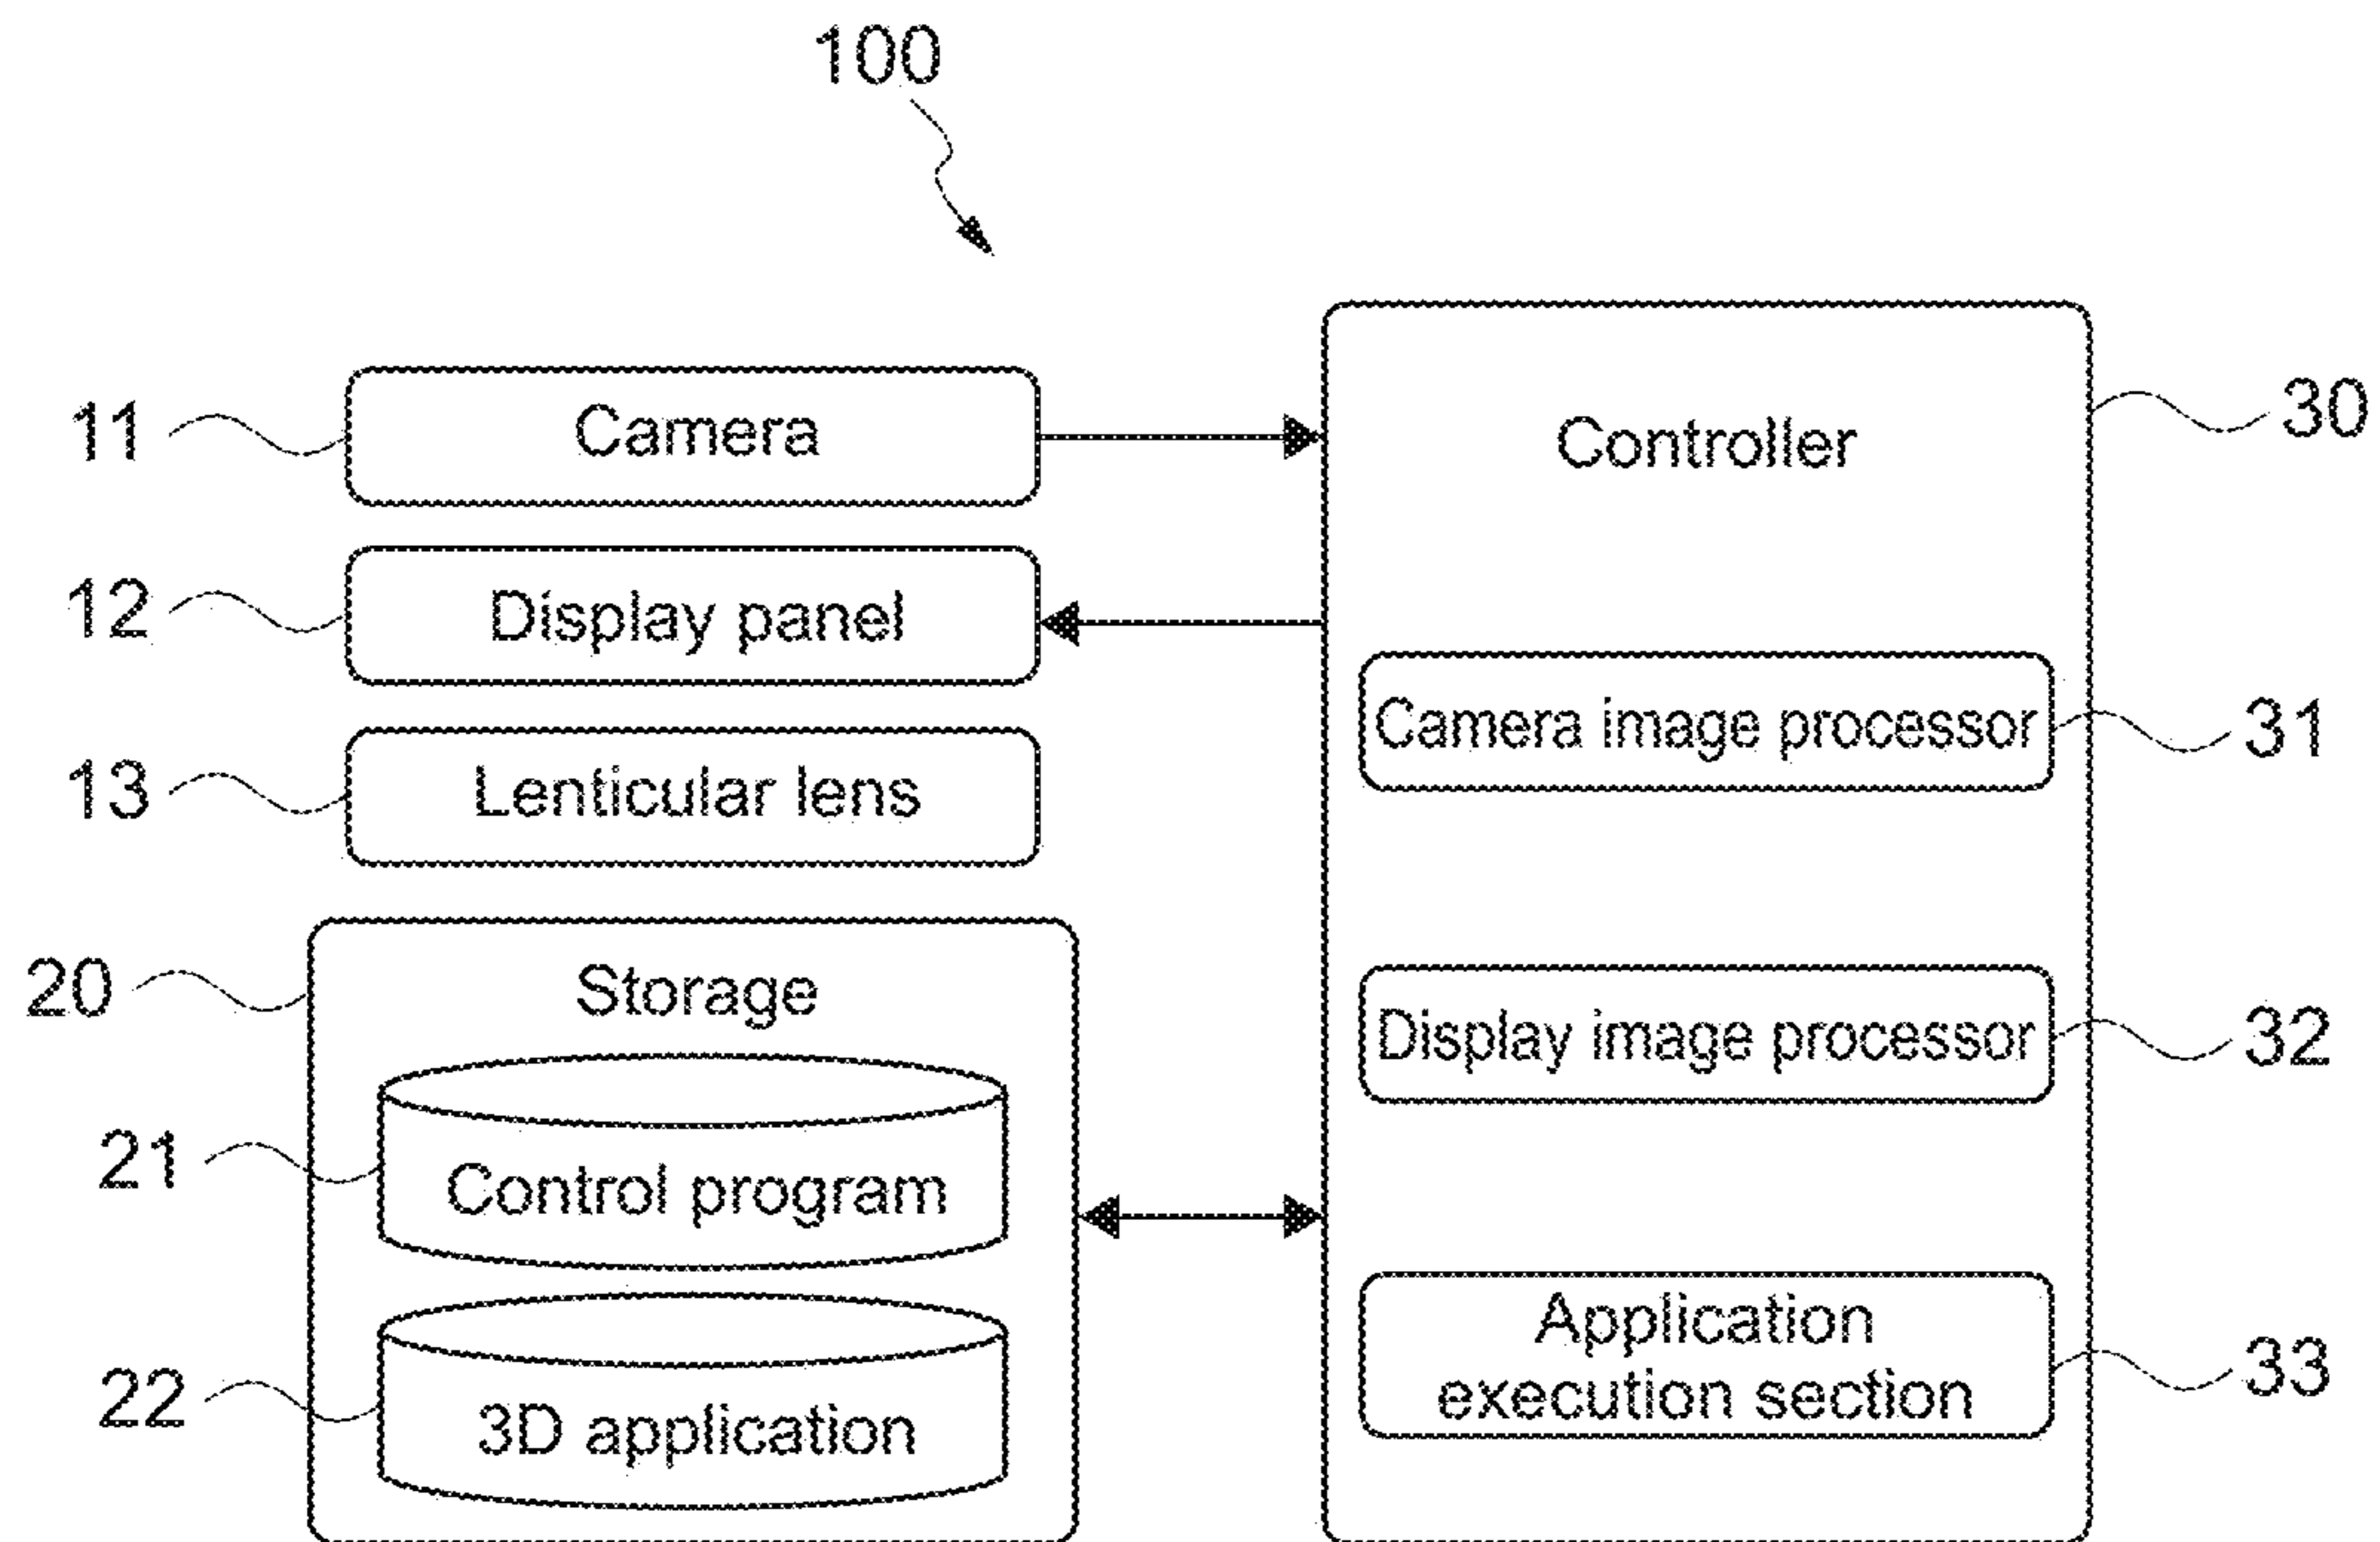 100
11
Camera
Controller
30
12
Display panel
Camera image processor
31
13
Lenticular lens
20
Storage
Display image processor
32
21
Control program
Application
execution section
33
22
3D application